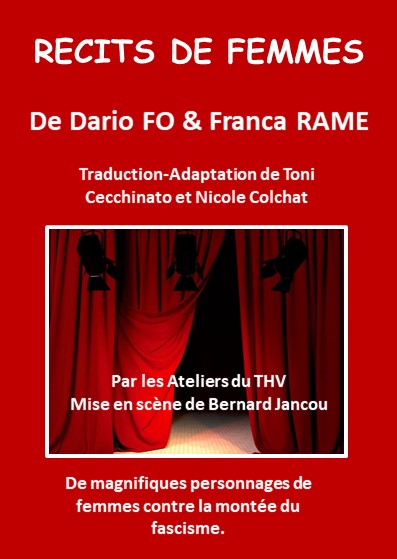 RECITS DE FEMMES
De Dario FO & Franca RAME
Traduction-Adaptation de Toni
Cecchinato et Nicole Colchat
Par les Ateliers du THV
Mise en scène de Bernard Jancou
De magnifiques personnages de
femmes contre la montée du
fascisme.